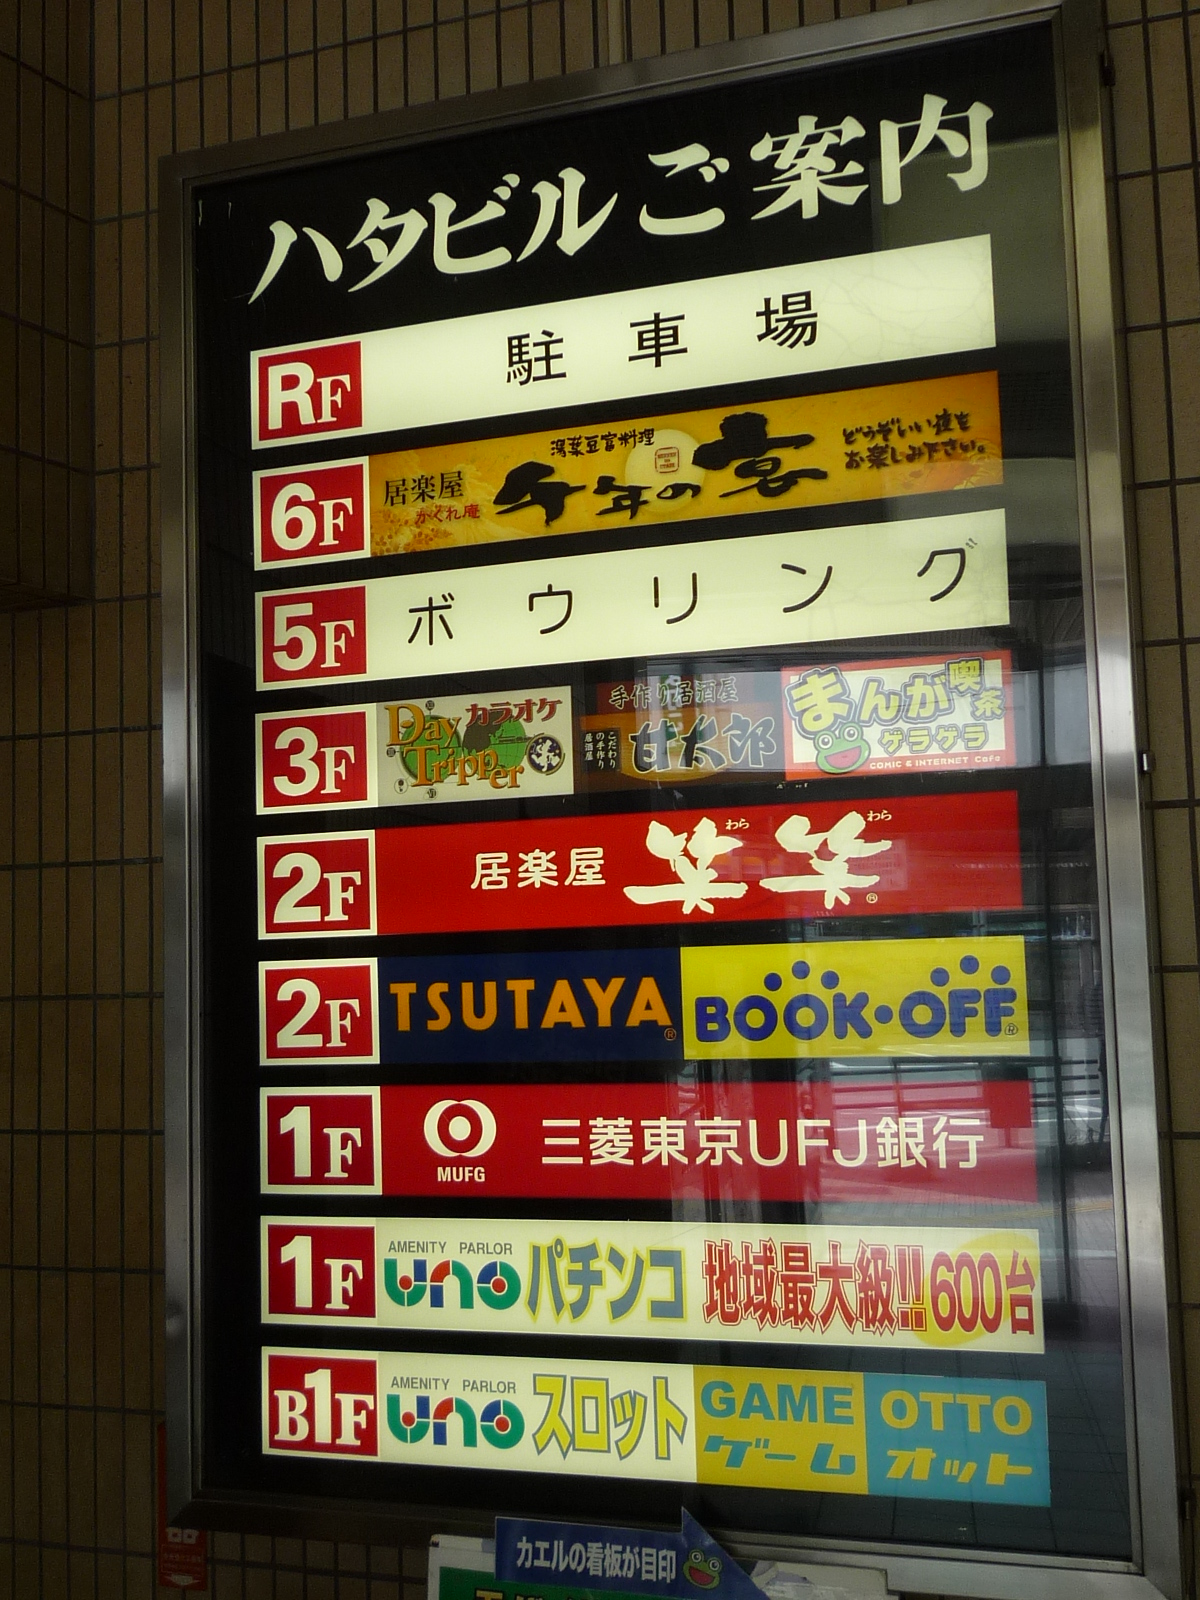 ハタビルご案内
RF 駐車場
6F 居楽屋 かくれ庵 湯葉豆富料理 千年の宴 どうぞいい夜を お楽しみ下さい。
5F ボウリング
3F Day Tripper カラオケ 手作り居酒屋 こだわりの手作り居酒屋 甘太郎 まんが喫茶 ゲラゲラ COMIC & INTERNET Cafe
2F 居楽屋 笑笑 わら わら ®
2F TSUTAYA ® BOOK・OFF ®
1F MUFG 三菱東京UFJ銀行
1F AMENITY PARLOR uno パチンコ 地域最大級!! 600台
B1F AMENITY PARLOR uno スロット GAME ゲーム OTTO オット
カエルの看板が目印